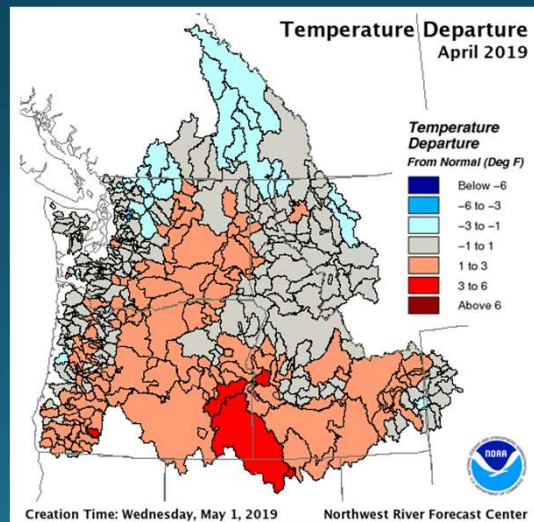 Temperature Departure
April 2019
Temperature
Departure
From Normal (Deg F)
Below -6
-6 to -3
-3 to -1
-1 to 1
1 to 3
3 to 6
Above 6
NOAA
Creation Time: Wednesday, May 1, 2019
Northwest River Forecast Center